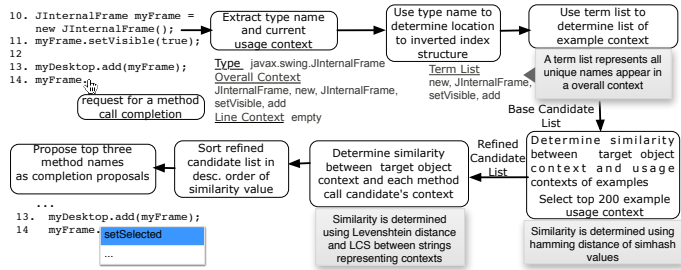 10. JInternalFrame myFrame =
new JInternalFrame();
11. myFrame.setVisible(true);
12
13. myDesktop.add(myFrame);
14. myFrame.
request for a method
call completion
Extract type name
and current
usage context
Type javax.swing.JInternalFrame
Overall Context
JInternalFrame, new, JInternalFrame,
setVisible, add
Line Context empty
Use type name to
determine location
to inverted index
structure
Term List
new, JInternalFrame,
setVisible, add
Use term list to
determine list of
example context
A term list represents all
unique names appear in
a overall context
Base Candidate
List
Determine similarity
between target object
context and usage
contexts of examples
Select top 200 example
usage context
Similarity is determined using
hamming distance of simhash
values
Refined
Candidate
List
Determine similarity
between target object
context and each method
call candidate's context
Similarity is determined
using Levenshtein distance
and LCS between strings
representing contexts
Sort refined
candidate list in
desc. order of
similarity value
Propose top three
method names
as completion proposals
...
13. myDesktop.add(myFrame);
14 myFrame.
setSelected
...